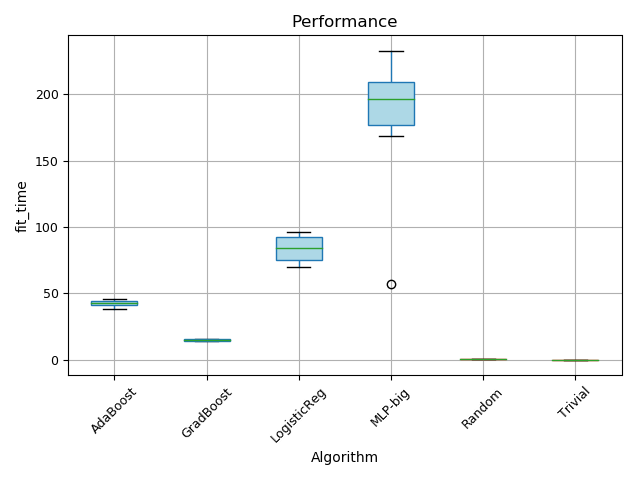 Performance
fit_time
200
150
100
50
0
AdaBoost
GradBoost
LogisticReg
MLP-big
Random
Trivial
Algorithm